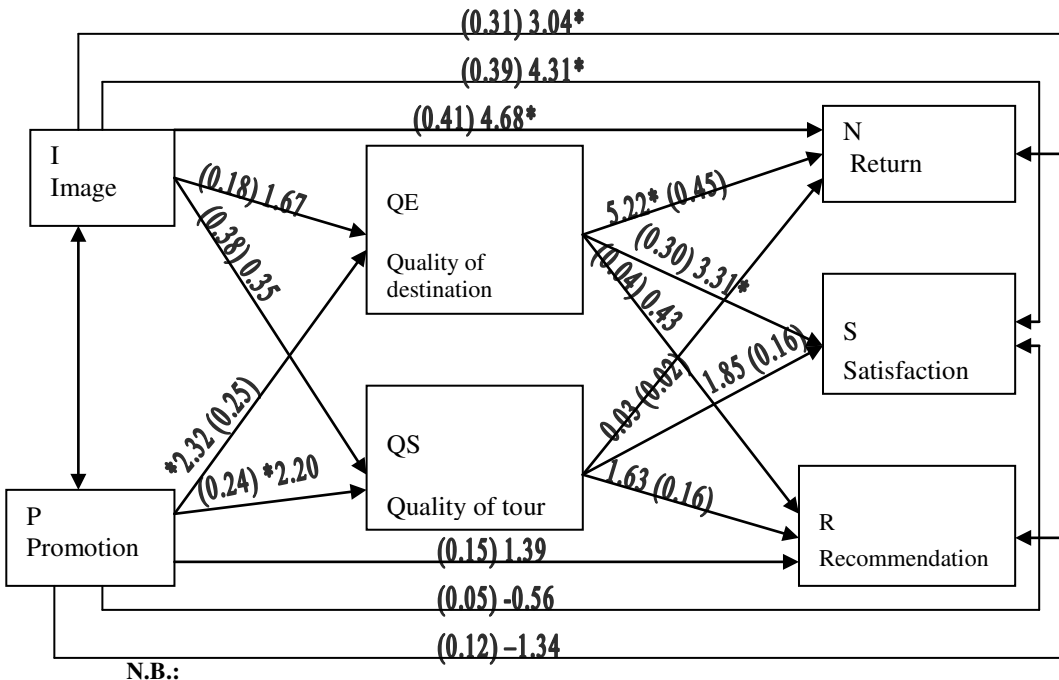 (0.31) 3.04*
(0.39) 4.31*
(0.41) 4.68*
I
Image
N
Return
(0.18) 1.67
(0.38) 0.35
QE
Quality of
destination
5.22* (0.45)
(0.30) 3.31*
(0.04) 0.43
S
Satisfaction
1.85 (0.16)
0.03 (0.02)
*2.32 (0.25)
(0.24) *2.20
QS
Quality of tour
1.63 (0.16)
P
Promotion
R
Recommendation
(0.15) 1.39
(0.05) -0.56
(0.12) –1.34
N.B.: